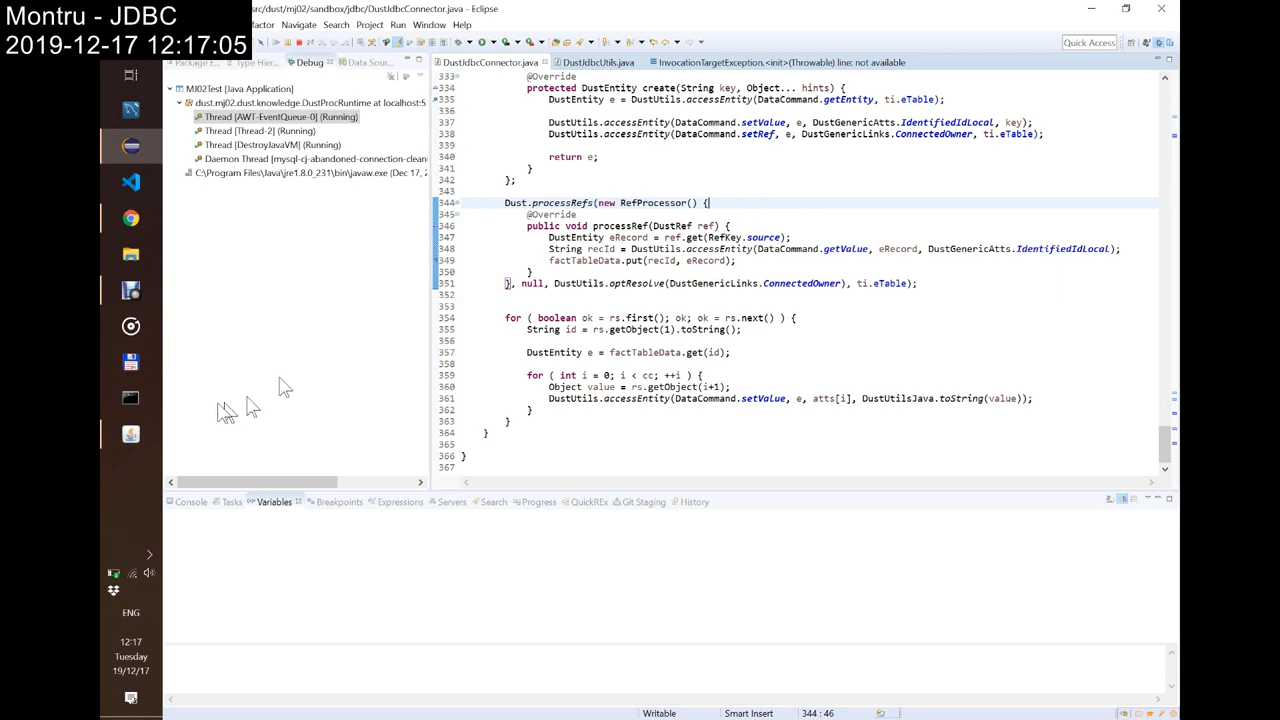 Montru - JDBC
2019-12-17 12:17:05
src/dust/mj02/sandbox/jdbc/DustJdbcConnector.java - Eclipse
efactor Navigate Search Project Run Window Help
Quick Access
Package E... Type Hier... Debug Data Sour...
DustJdbcConnector.java DustJdbcUtils.java InvocationTargetException.<init>(Throwable) line: not available
MJ02Test [Java Application]
dust.mj02.dust.knowledge.DustProcRuntime at localhost:5
Thread [AWT-EventQueue-0] (Running)
Thread [Thread-2] (Running)
Thread [DestroyJavaVM] (Running)
Daemon Thread [mysql-cj-abandoned-connection-clean
C:\Program Files\Java\jre1.8.0_231\bin\javaw.exe (Dec 17, 2
333 @Override
334 protected DustEntity create(String key, Object... hints) {
335 DustEntity e = DustUtils.accessEntity(DataCommand.getEntity, ti.eTable);
336
337 DustUtils.accessEntity(DataCommand.setValue, e, DustGenericAtts.IdentifiedIdLocal, key);
338 DustUtils.accessEntity(DataCommand.setRef, e, DustGenericLinks.ConnectedOwner, ti.eTable);
339
340 return e;
341 }
342 };
343
344 Dust.processRefs(new RefProcessor() {
345 @Override
346 public void processRef(DustRef ref) {
347 DustEntity eRecord = ref.get(RefKey.source);
348 String recId = DustUtils.accessEntity(DataCommand.getValue, eRecord, DustGenericAtts.IdentifiedIdLocal);
349 factTableData.put(recId, eRecord);
350 }
351 }, null, DustUtils.optResolve(DustGenericLinks.ConnectedOwner), ti.eTable);
352
353
354 for ( boolean ok = rs.first(); ok; ok = rs.next() ) {
355 String id = rs.getObject(1).toString();
356
357 DustEntity e = factTableData.get(id);
358
359 for ( int i = 0; i < cc; ++i ) {
360 Object value = rs.getObject(i+1);
361 DustUtils.accessEntity(DataCommand.setValue, e, atts[i], DustUtilsJava.toString(value));
362 }
363 }
364 }
365
366 }
367
Console Tasks Variables Breakpoints Expressions Servers Search Progress QuickREx Git Staging History
ENG
12:17
Tuesday
19/12/17
Writable Smart Insert 344 : 46